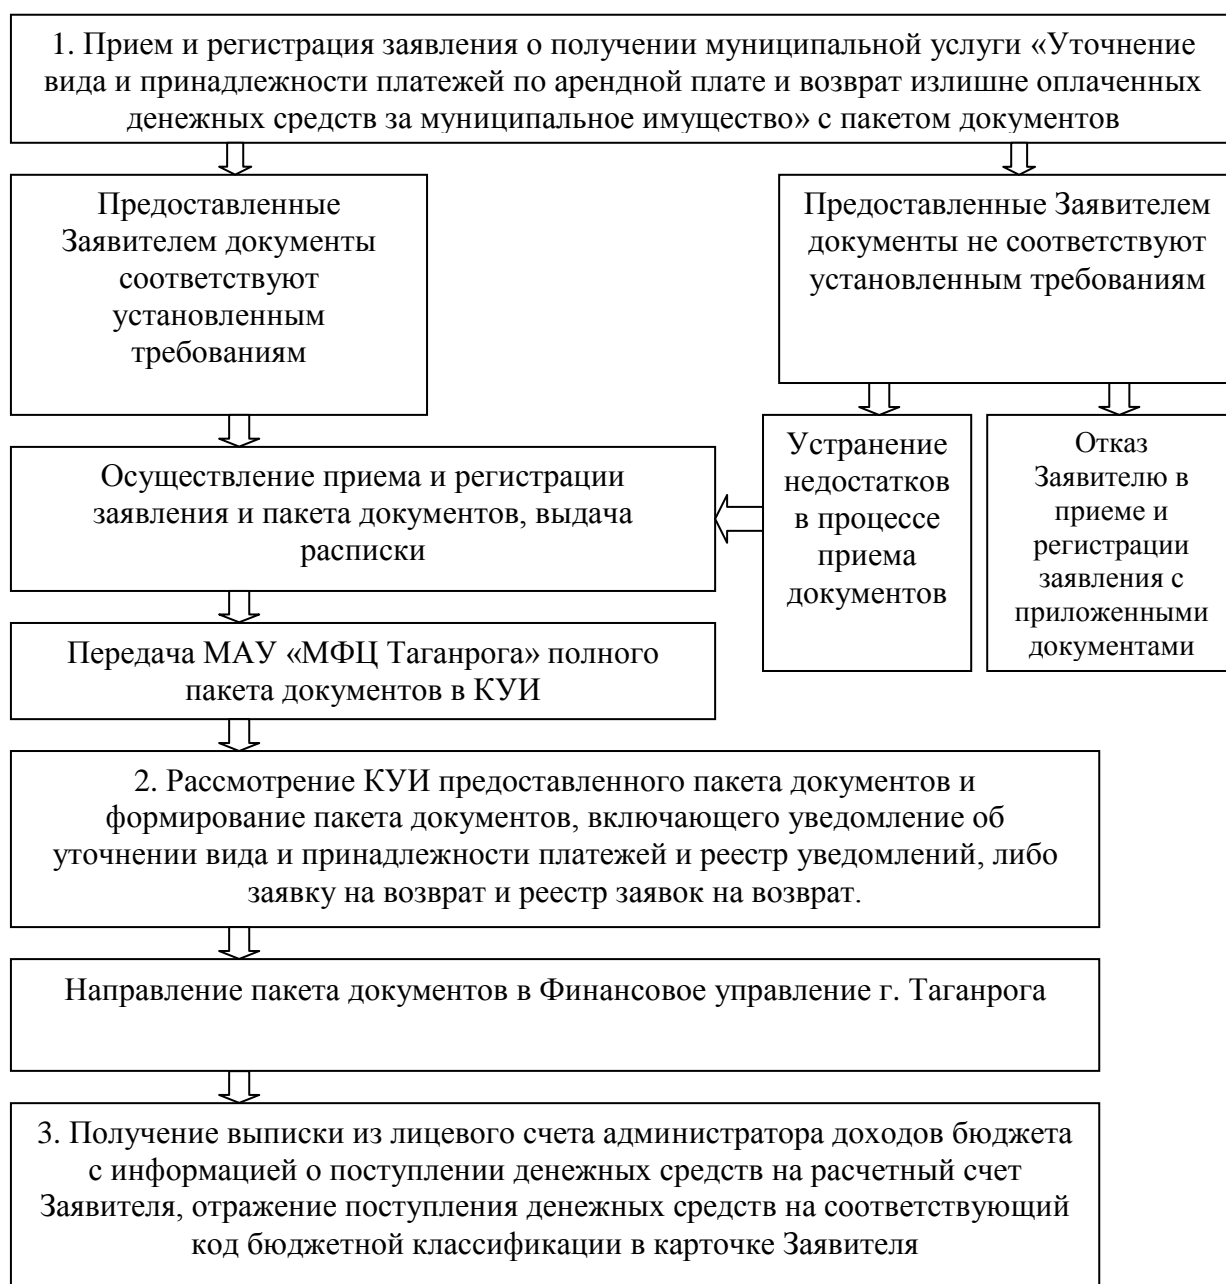 1. Прием и регистрация заявления о получении муниципальной услуги «Уточнение
вида и принадлежности платежей по арендной плате и возврат излишне оплаченных
денежных средств за муниципальное имущество» с пакетом документов
Предоставленные
Заявителем документы
соответствуют
установленным
требованиям
Предоставленные Заявителем
документы не соответствуют
установленным требованиям
Осуществление приема и регистрации
заявления и пакета документов, выдача
расписки
Устранение
недостатков
в процессе
приема
документов
Отказ
Заявителю в
приеме и
регистрации
заявления с
приложенными
документами
Передача МАУ «МФЦ Таганрога» полного
пакета документов в КУИ
2. Рассмотрение КУИ предоставленного пакета документов и
формирование пакета документов, включающего уведомление об
уточнении вида и принадлежности платежей и реестр уведомлений, либо
заявку на возврат и реестр заявок на возврат.
Направление пакета документов в Финансовое управление г. Таганрога
3. Получение выписки из лицевого счета администратора доходов бюджета
с информацией о поступлении денежных средств на расчетный счет
Заявителя, отражение поступления денежных средств на соответствующий
код бюджетной классификации в карточке Заявителя